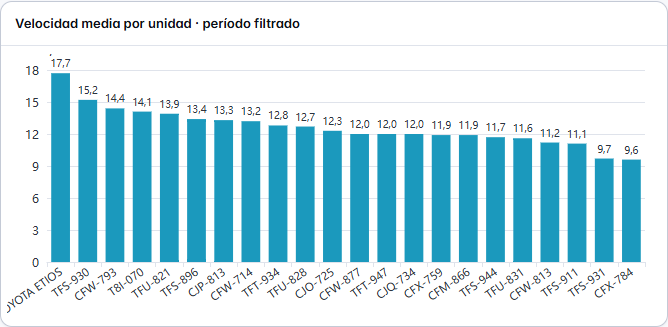 Velocidad media por unidad · período filtrado
18
15
12
9
6
3
0
17,7
15,2
14,4
14,1
13,9
13,4
13,3
13,2
12,8
12,7
12,3
12,0
12,0
12,0
11,9
11,9
11,7
11,6
11,2
11,1
9,7
9,6
OYOTA ETIOS
TFS-930
CFW-793
T8I-070
TFU-821
TFS-896
CJP-813
CFW-714
TFT-934
TFU-828
CJO-725
CFW-877
TFT-947
CJQ-734
CFX-759
CFM-866
TFS-944
TFU-831
CFW-813
TFS-911
TFS-931
CFX-784